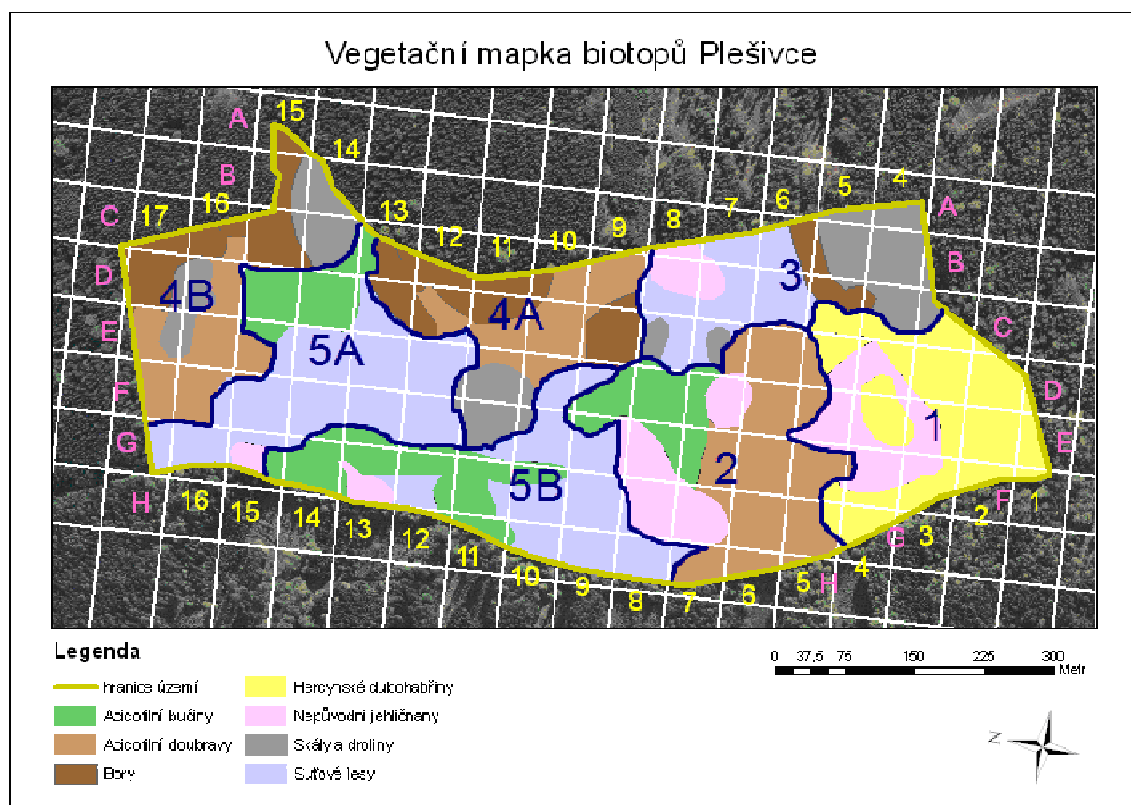 Vegetační mapka biotopů Plešivce
A 15
14
B
C 17 16 13 12 11 10 9 8 7 6 5 4 A
D 4B 4A 3 B
E 5A C
F D
G 2 1 E
H 16 15 14 13 12 11 5B 10 9 8 7 6 5 H 4 E 3 2 F 1
Legenda
hranice území
Acidofilní bučiny
Acidofilní doubravy
Bory
Hercynské dubohabřiny
Nepůvodní jehličnany
Skály a droliny
Suťové lesy
0 37,5 75 150 225 300
Metr
Z